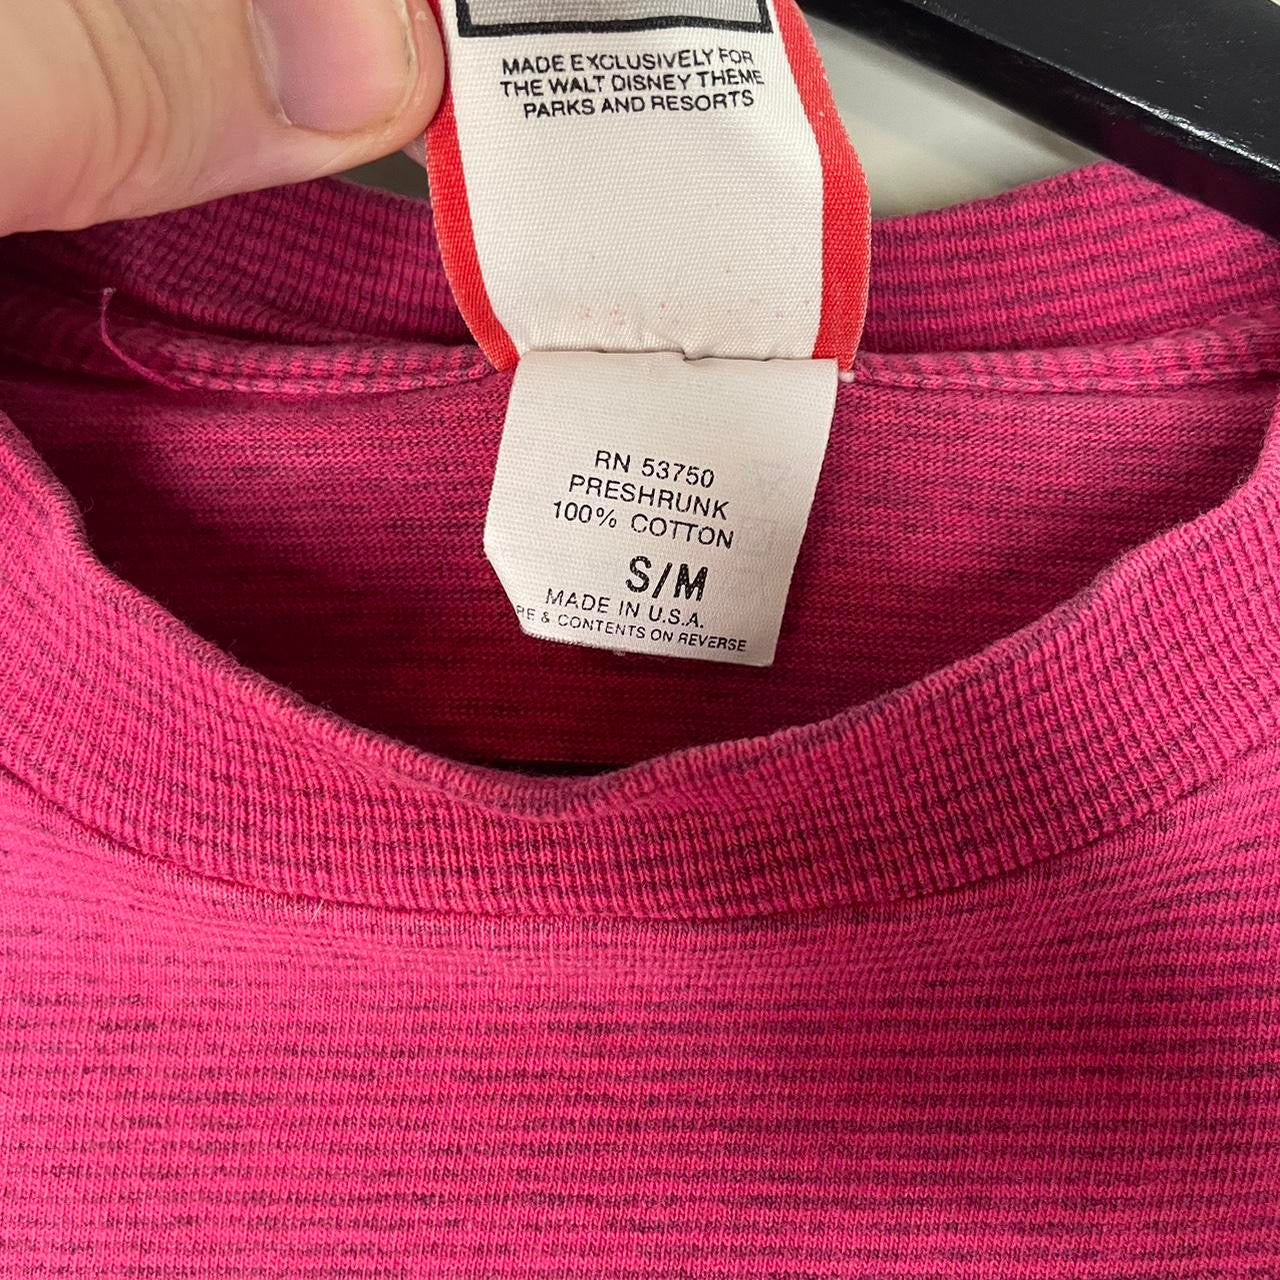 MADE EXCLUSIVELY FOR
THE WALT DISNEY THEME
PARKS AND RESORTS
RN 53750
PRESHRUNK
100% COTTON
S/M
MADE IN U.S.A.
& CONTENTS ON REVERSE